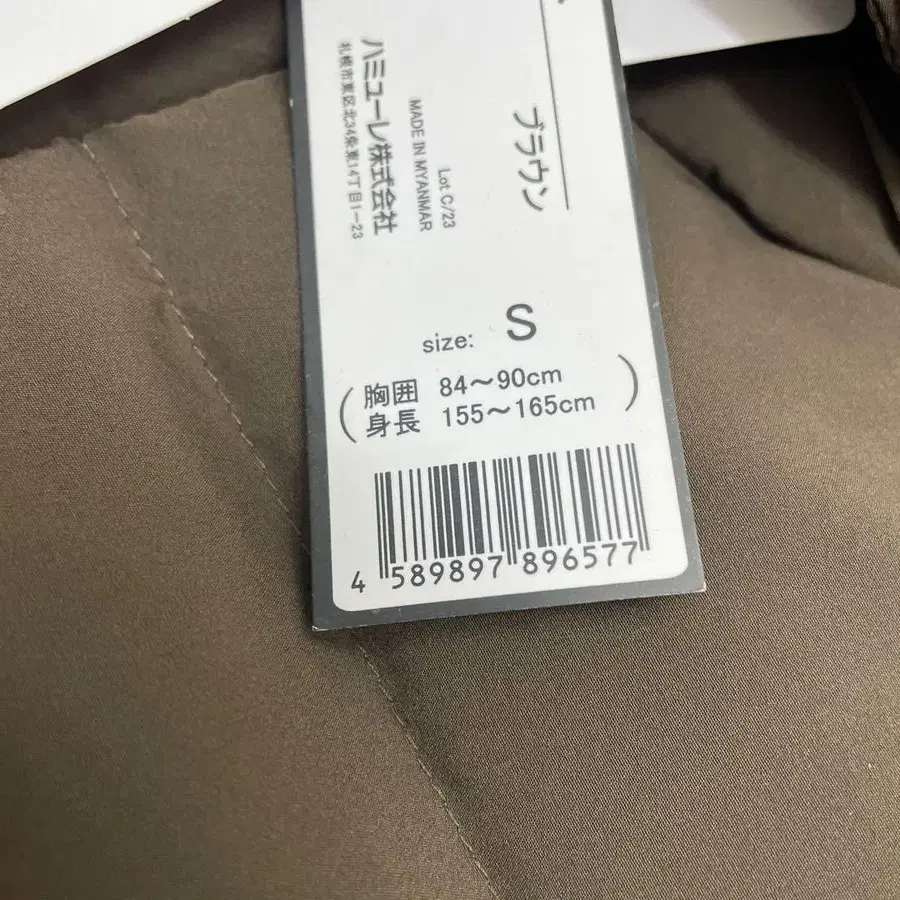 ブラウン
Lot C/23
MADE IN MYANMAR
ハミューレ株式会社
札幌市東区北34条東14丁目1-23
size: S
(胸囲 84～90cm
身長 155～165cm)
4 589897 896577